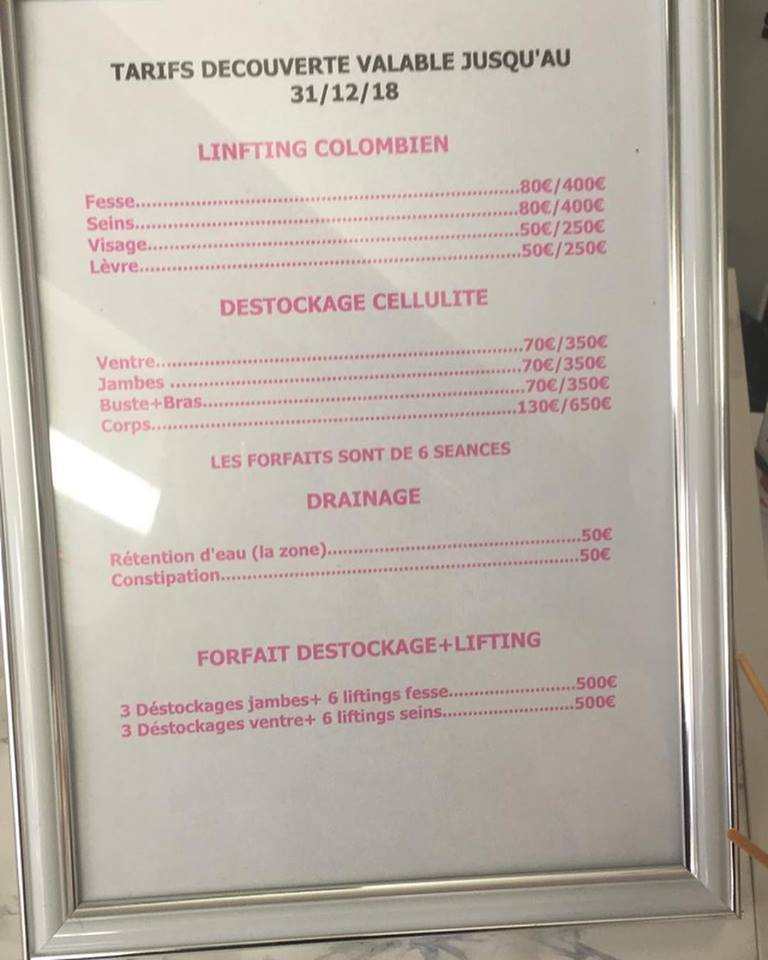 TARIFS DECOUVERTE VALABLE JUSQU'AU
31/12/18
LINFTING COLOMBIEN
Fesse..........................................................80€/400€
Seins..........................................................80€/400€
Visage.........................................................50€/250€
Lèvre..........................................................50€/250€
DESTOCKAGE CELLULITE
Ventre.........................................................70€/350€
Jambes .......................................................70€/350€
Buste+Bras.................................................70€/350€
Corps.........................................................130€/650€
LES FORFAITS SONT DE 6 SEANCES
DRAINAGE
Rétention d'eau (la zone).......................................50€
Constipation......................................................50€
FORFAIT DESTOCKAGE+LIFTING
3 Déstockages jambes+ 6 liftings fesse....................500€
3 Déstockages ventre+ 6 liftings seins.....................500€